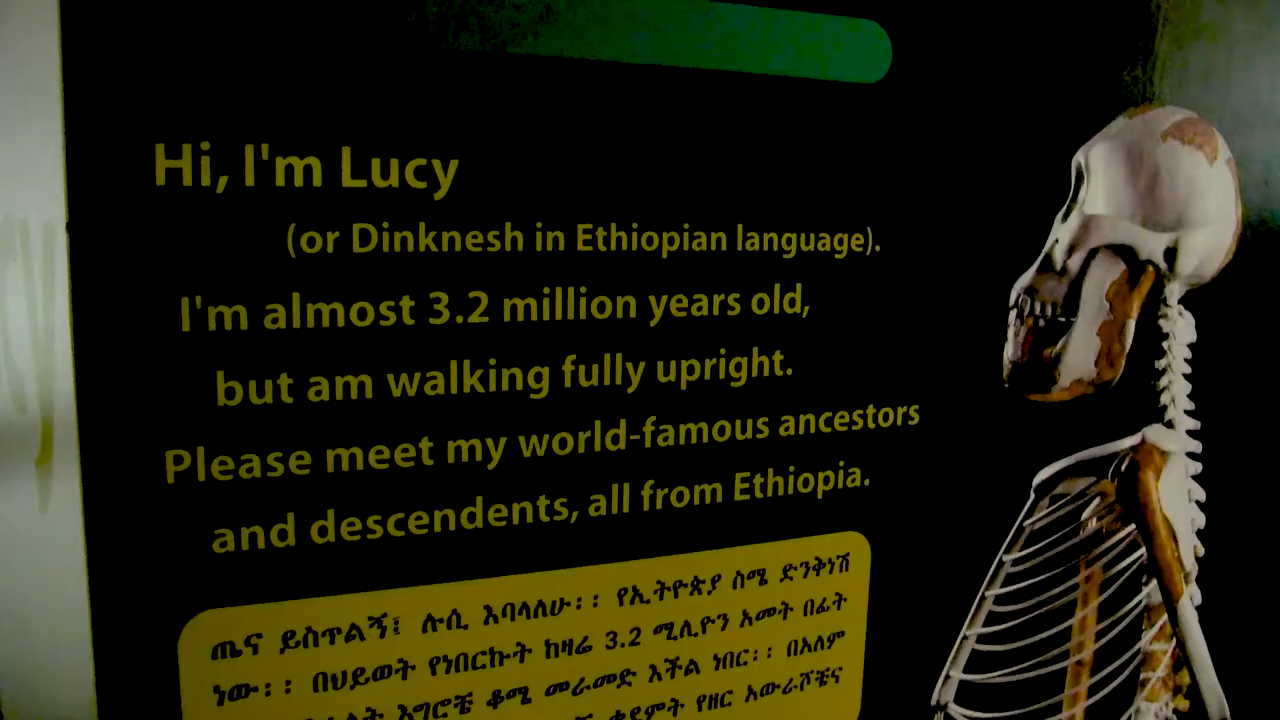 Hi, I'm Lucy
(or Dinknesh in Ethiopian language).
I'm almost 3.2 million years old,
but am walking fully upright.
Please meet my world-famous ancestors
and descendents, all from Ethiopia.
ጤና ይስጥልኝ፤ ሉሲ እባላለሁ፡፡ የኢትዮጵያ ስሜ ድንቅነሽ
ነው፡፡ በህይወት የነበርኩት ከዛሬ 3.2 ሚሊዮን አመት በፊት
እግሮቼ ቆሜ መራመድ እችል ነበር፡፡ በአለም
ቀደምት የዘር አውራሾቼና